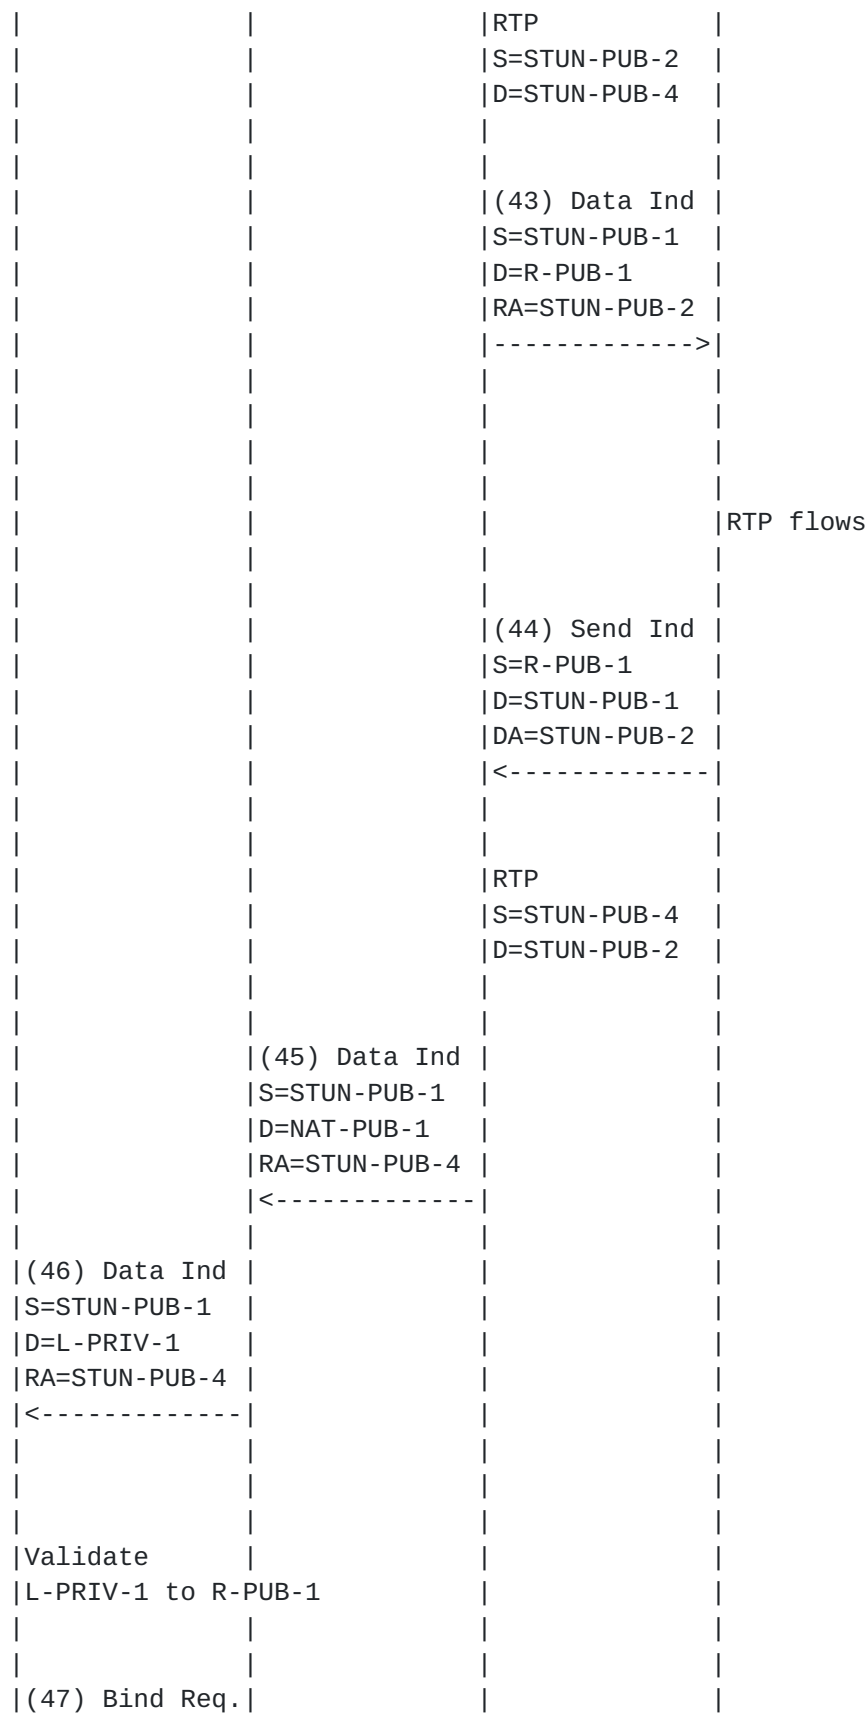 |              |              |RTP           |
|              |              |S=STUN-PUB-2  |
|              |              |D=STUN-PUB-4  |
|              |              |              |
|              |              |              |
|              |              |(43) Data Ind |
|              |              |S=STUN-PUB-1  |
|              |              |D=R-PUB-1     |
|              |              |RA=STUN-PUB-2 |
|              |              |------------->|
|              |              |              |
|              |              |              |
|              |              |              |
|              |              |              |
|              |              |              |RTP flows
|              |              |              |
|              |              |              |
|              |              |(44) Send Ind |
|              |              |S=R-PUB-1     |
|              |              |D=STUN-PUB-1  |
|              |              |DA=STUN-PUB-2 |
|              |              |<-------------|
|              |              |              |
|              |              |              |
|              |              |RTP           |
|              |              |S=STUN-PUB-4  |
|              |              |D=STUN-PUB-2  |
|              |              |              |
|              |              |              |
|              |(45) Data Ind |              |
|              |S=STUN-PUB-1  |              |
|              |D=NAT-PUB-1   |              |
|              |RA=STUN-PUB-4 |              |
|              |<-------------|              |
|              |              |              |
|(46) Data Ind |              |              |
|S=STUN-PUB-1  |              |              |
|D=L-PRIV-1    |              |              |
|RA=STUN-PUB-4 |              |              |
|<-------------|              |              |
|              |              |              |
|              |              |              |
|              |              |              |
|Validate      |              |              |
|L-PRIV-1 to R-PUB-1          |              |
|              |              |              |
|              |              |              |
|(47) Bind Req.|              |              |